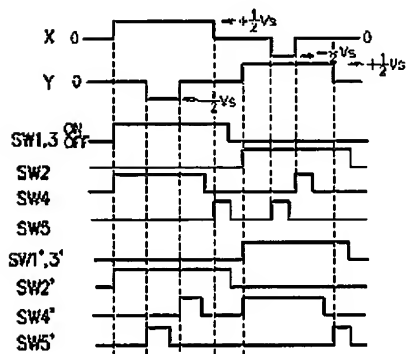 X 0 +½Vs 0
-½Vs
+½Vs
Y 0
-½Vs
SW1,3 ON OFF
SW2
SW4
SW5
SW1',3'
SW2'
SW4'
SW5'